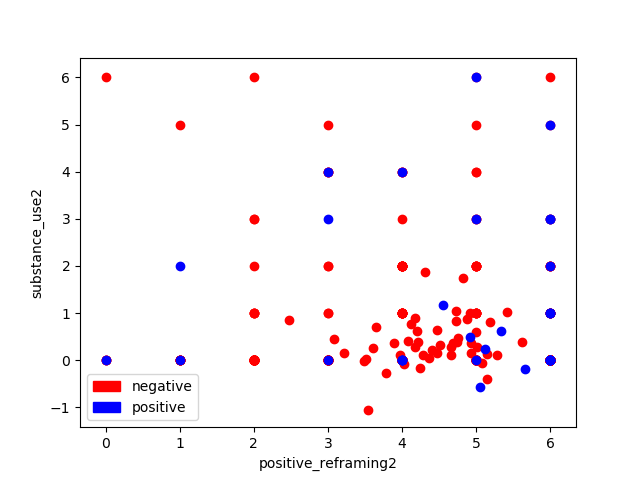 6
5
4
3
2
1
0
−1
substance_use2
negative
positive
0 1 2 3 4 5 6
positive_reframing2